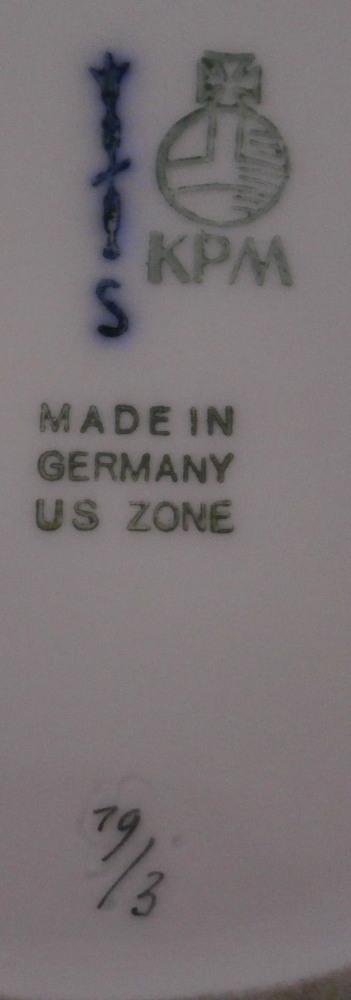 S
KPM
MADE IN
GERMANY
US ZONE
79/3